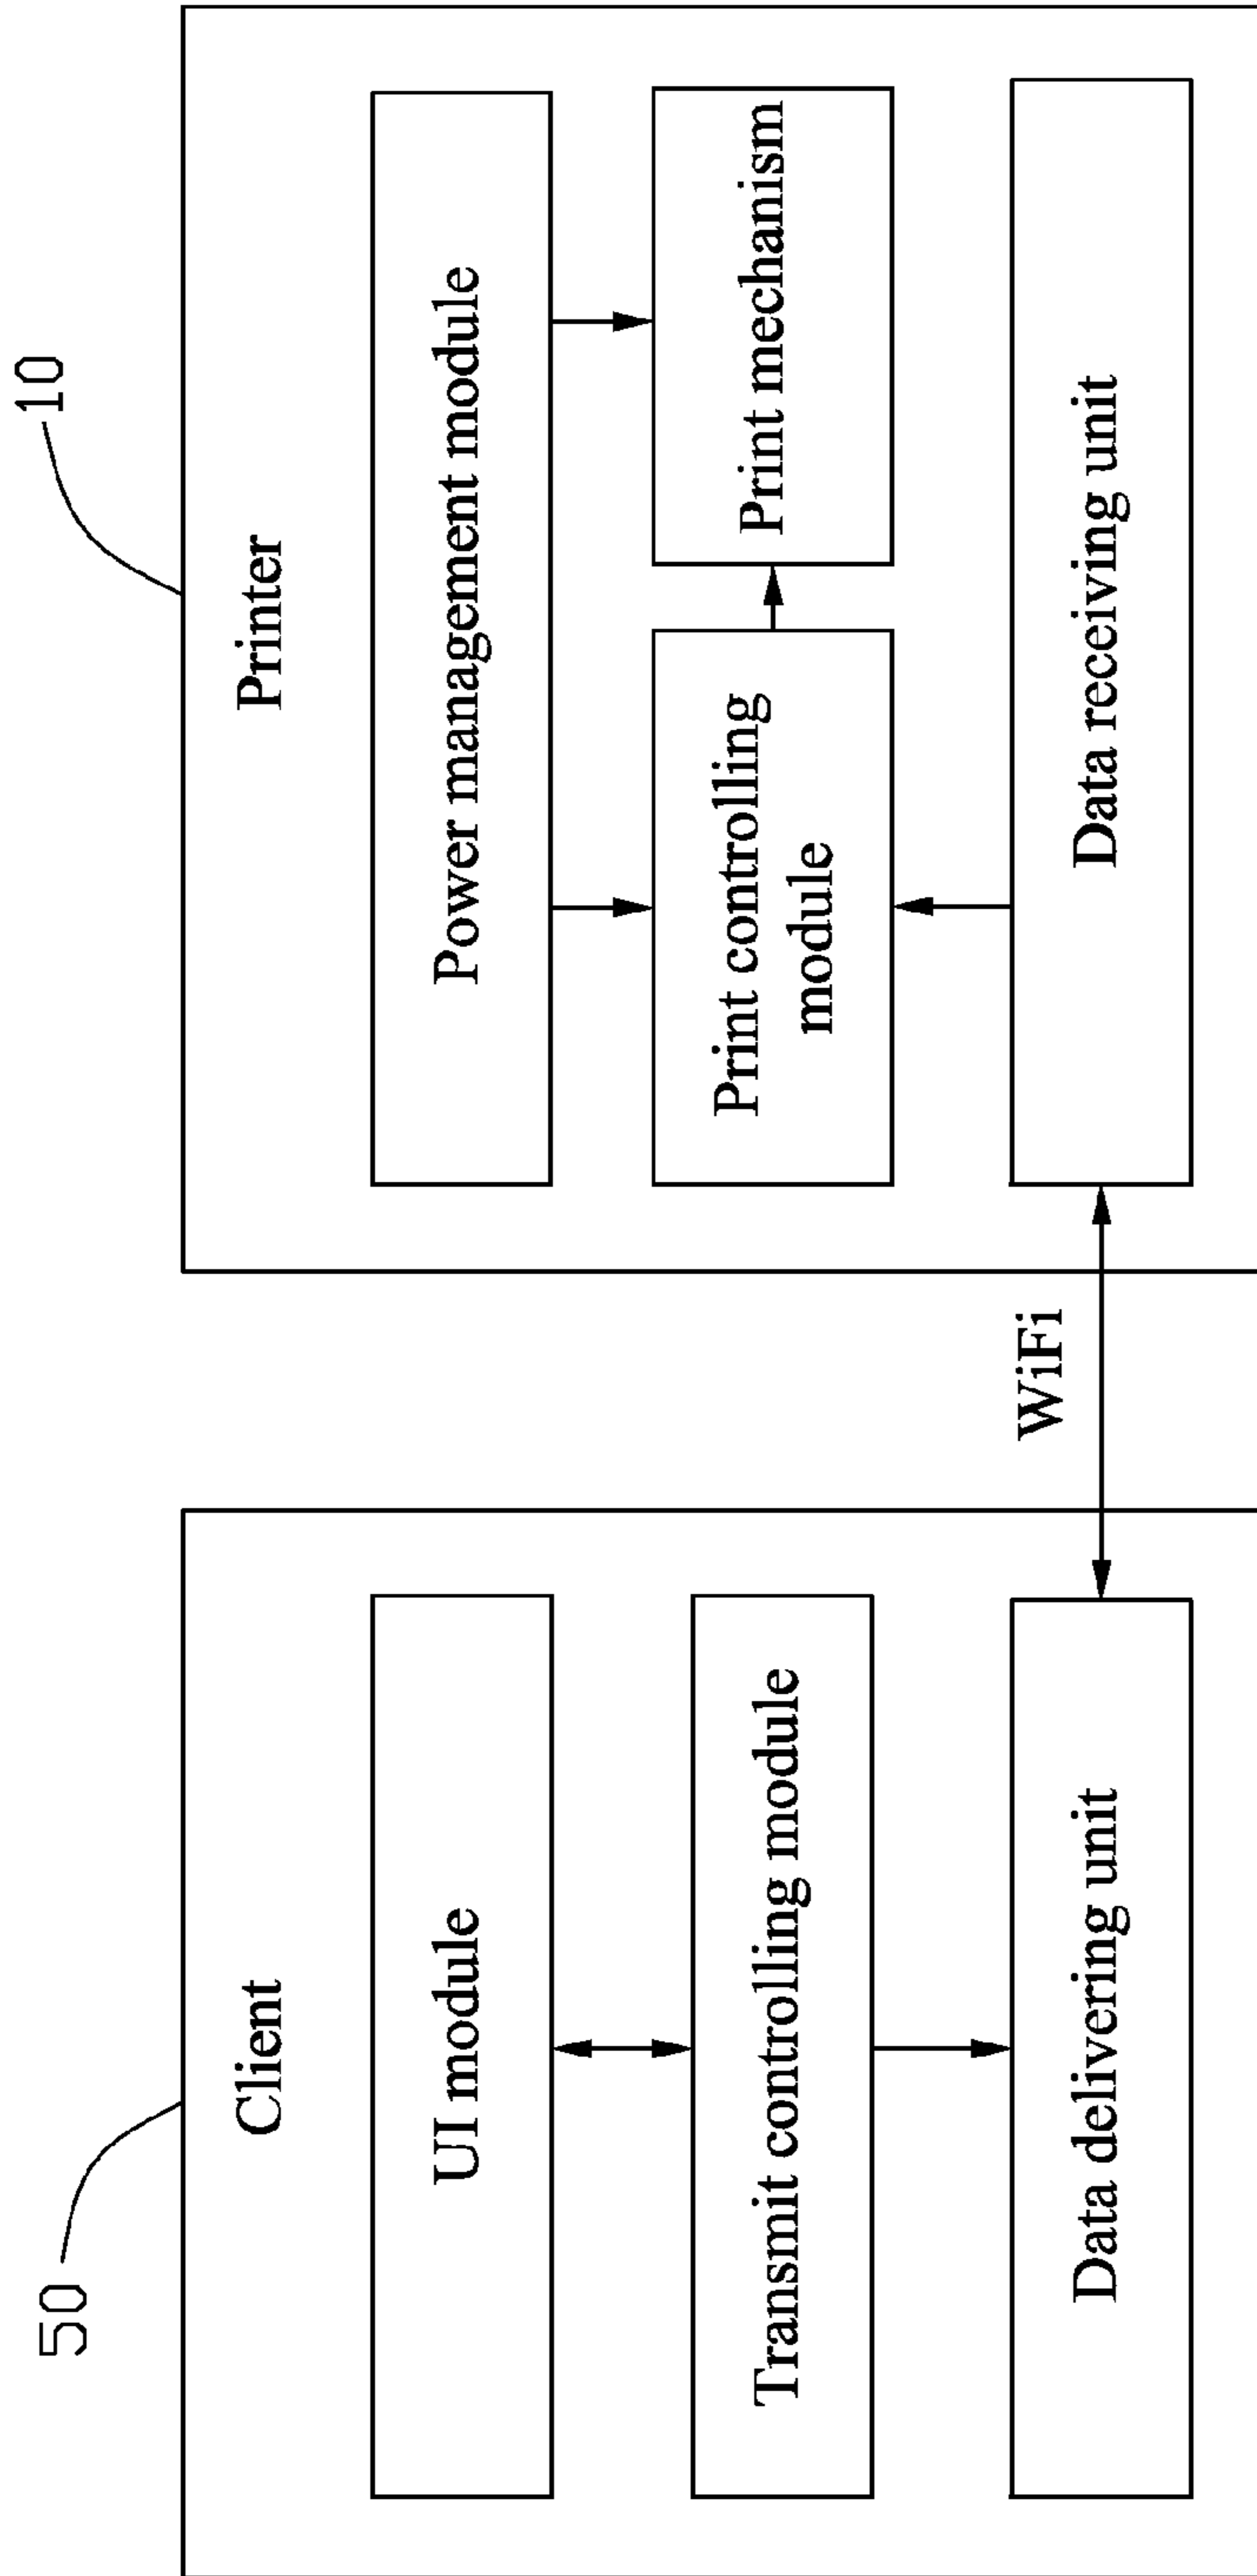 50
Client
UI module
Transmit controlling module
Data delivering unit
WiFi
10
Printer
Power management module
Print controlling
module
Print mechanism
Data receiving unit